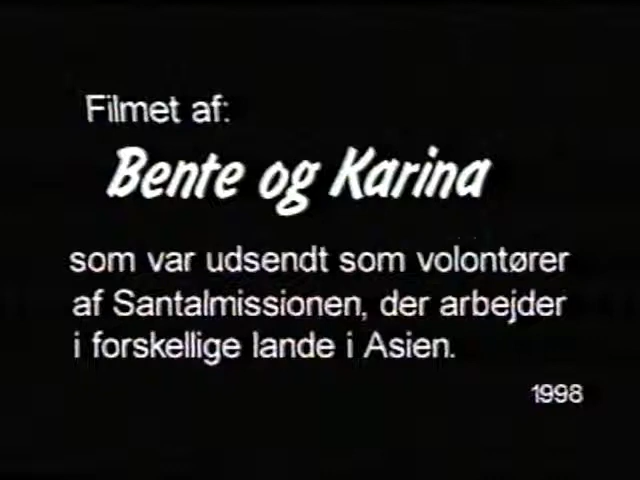 Filmet af:
Bente og Karina
som var udsendt som volontører
af Santalmissionen, der arbejder
i forskellige lande i Asien.
1998